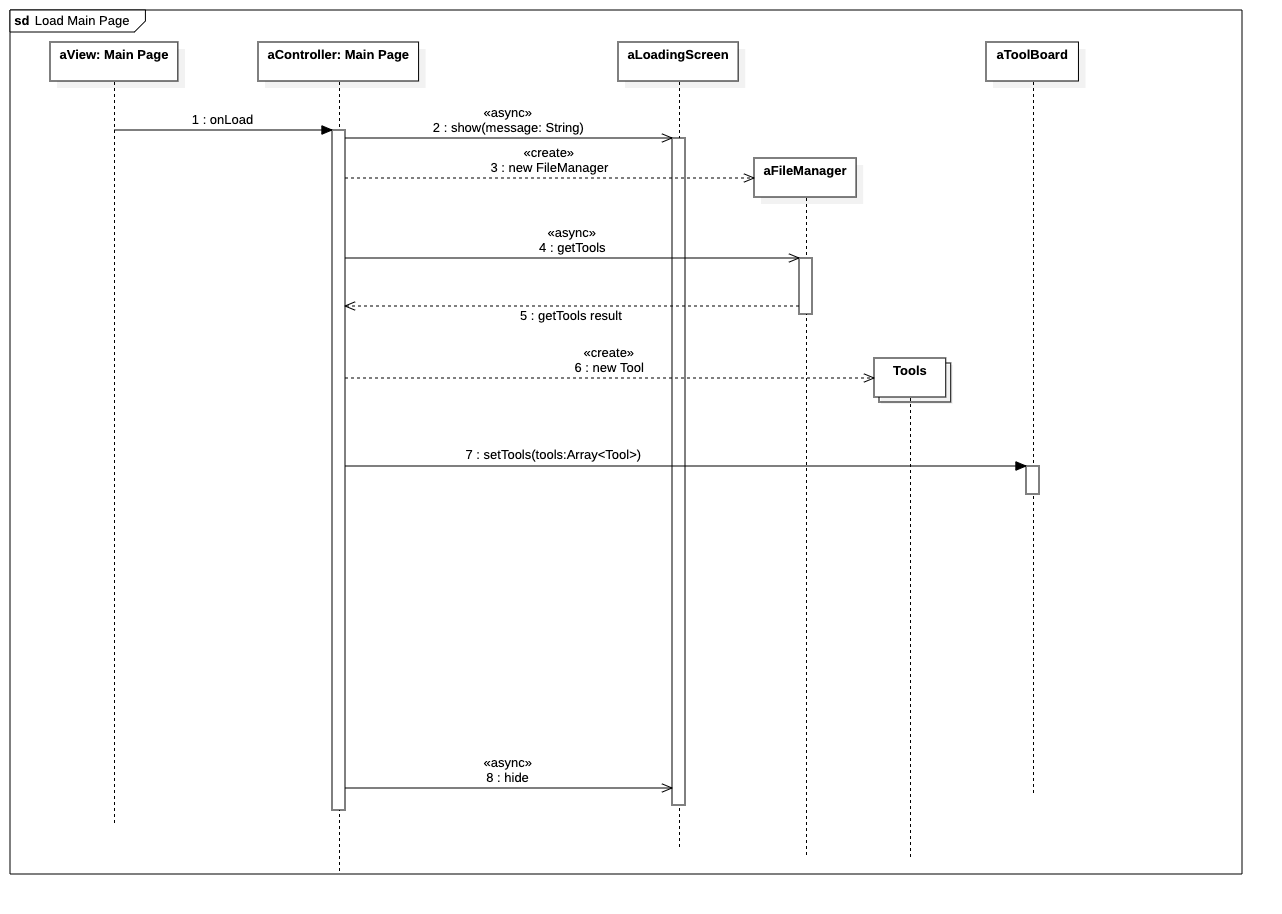 sd Load Main Page
aView: Main Page
aController: Main Page
aLoadingScreen
aToolBoard
1 : onLoad
«async»
2 : show(message: String)
«create»
3 : new FileManager
aFileManager
«async»
4 : getTools
5 : getTools result
«create»
6 : new Tool
Tools
7 : setTools(tools:Array<Tool>)
«async»
8 : hide